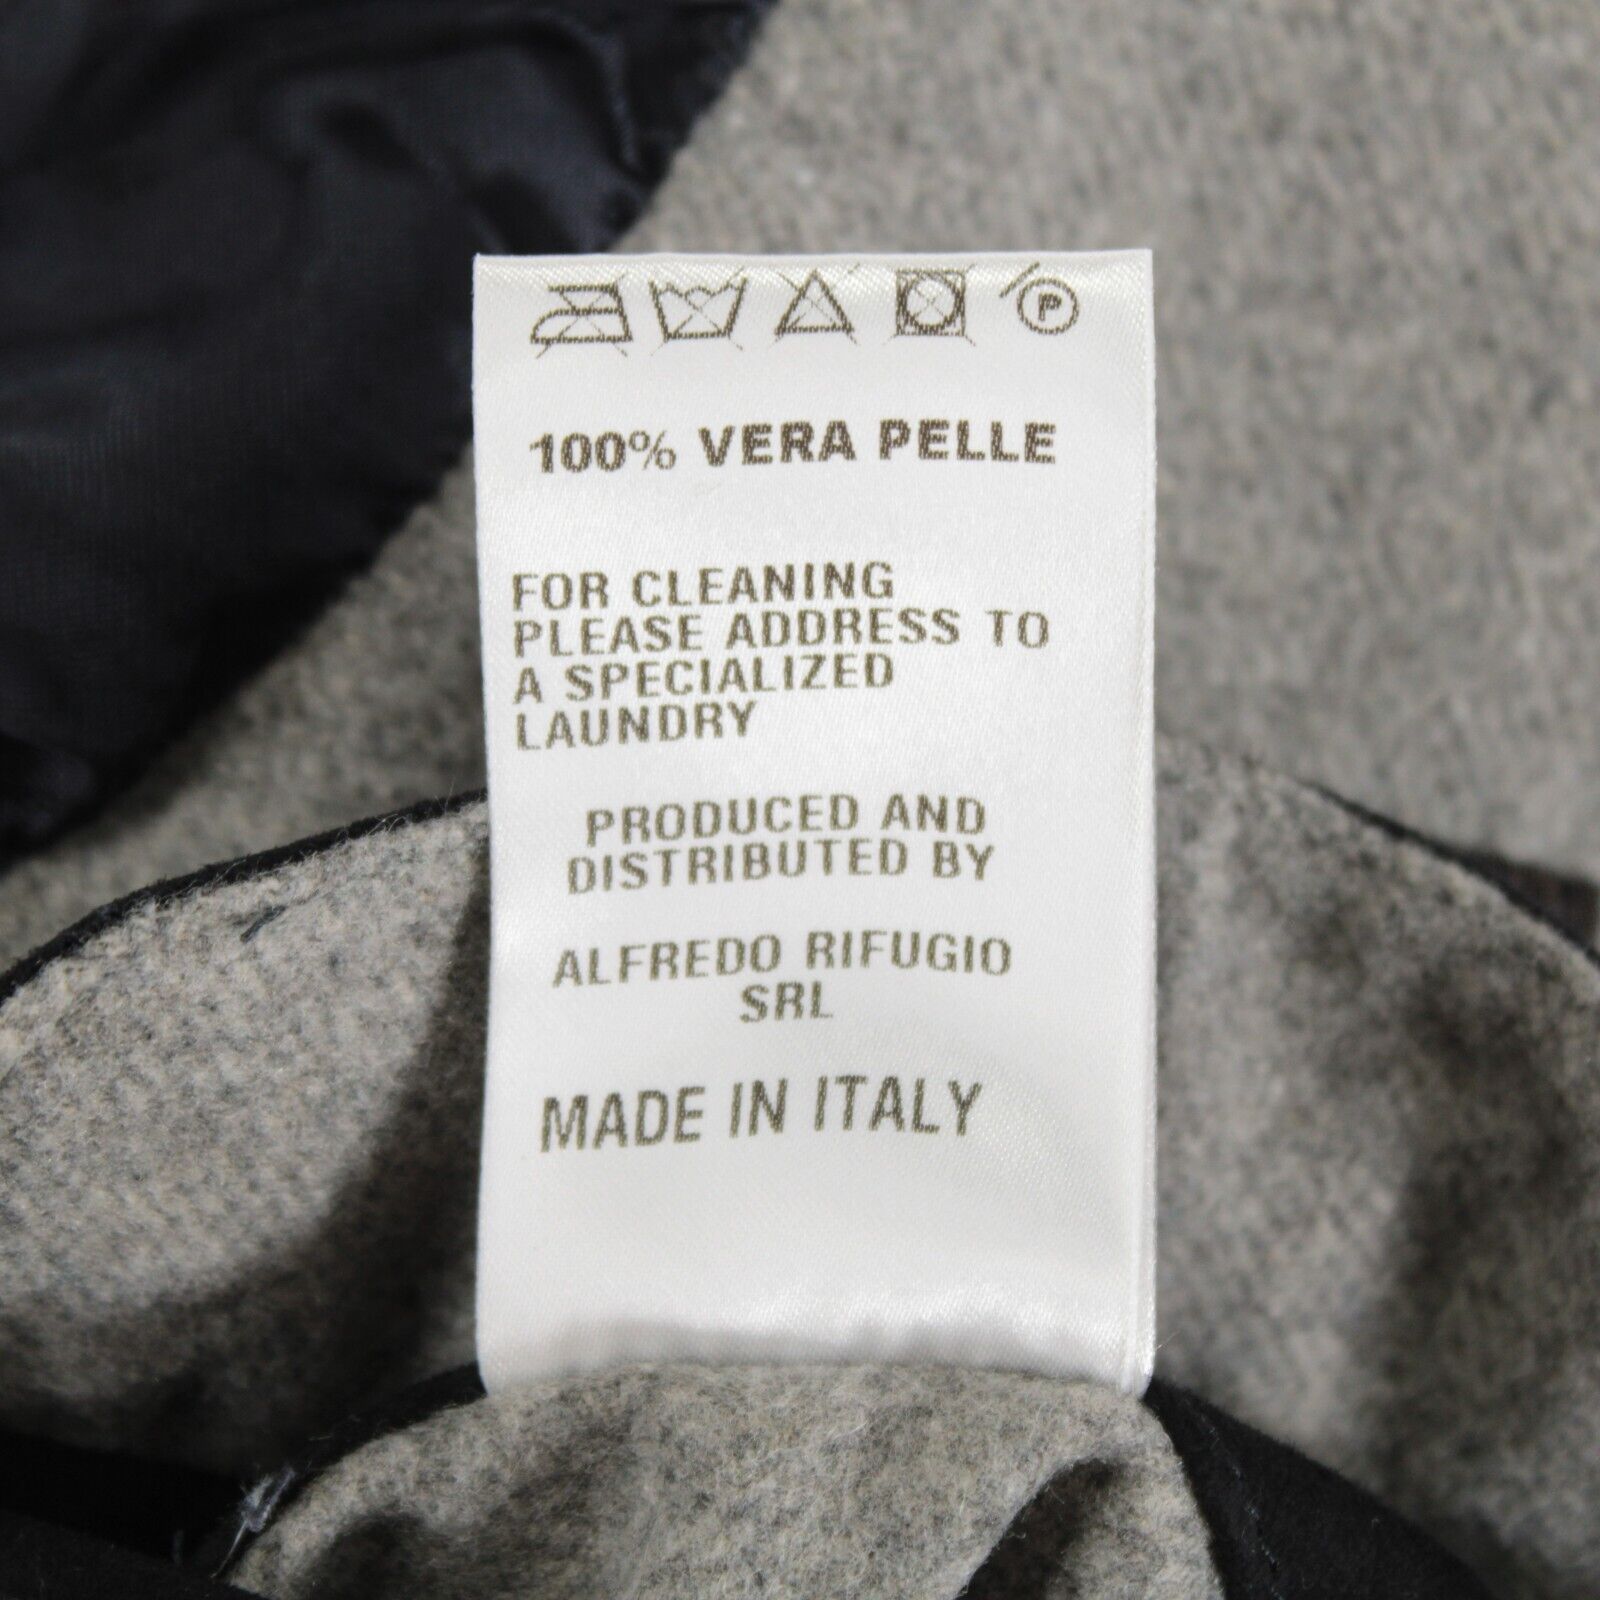 P
100% VERA PELLE
FOR CLEANING
PLEASE ADDRESS TO
A SPECIALIZED
LAUNDRY
PRODUCED AND
DISTRIBUTED BY
ALFREDO RIFUGIO
SRL
MADE IN ITALY